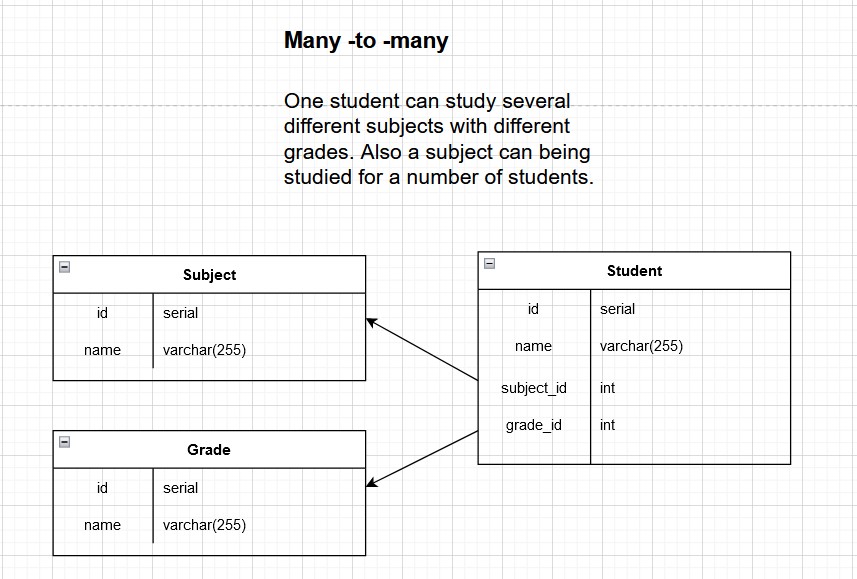 Many -to -many
One student can study several
different subjects with different
grades. Also a subject can being
studied for a number of students.
Subject
id serial
name varchar(255)
Student
id serial
name varchar(255)
subject_id int
grade_id int
Grade
id serial
name varchar(255)